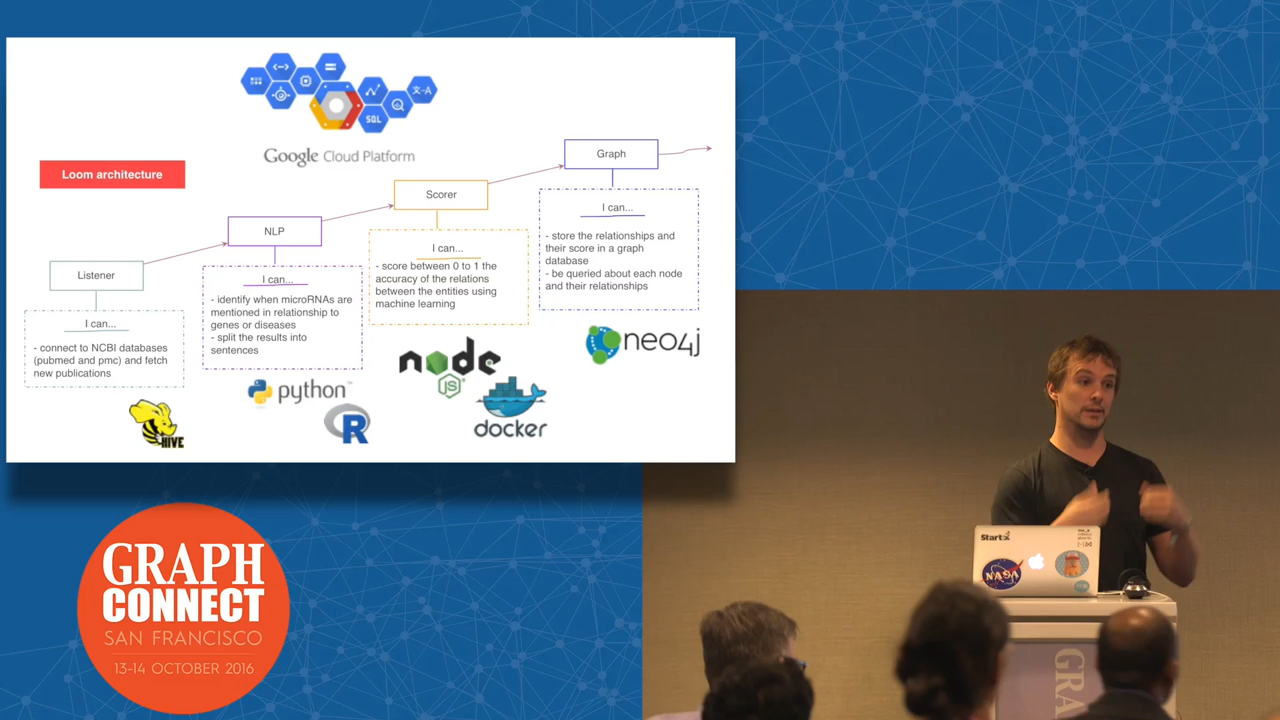 Google Cloud Platform
SQL
文-A
Loom architecture
Listener
I can...
- connect to NCBI databases
(pubmed and pmc) and fetch
new publications
HIVE
NLP
I can...
- identify when microRNAs are
mentioned in relationship to
genes or diseases
- split the results into
sentences
python™
R
Scorer
I can...
- score between 0 to 1 the
accuracy of the relations
between the entities using
machine learning
node
JS
docker
Graph
I can...
- store the relationships and
their score in a graph
database
- be queried about each node
and their relationships
neo4j
GRAPH
CONNECT
SAN FRANCISCO
13-14 OCTOBER 2016
StartX
NASA
GRA